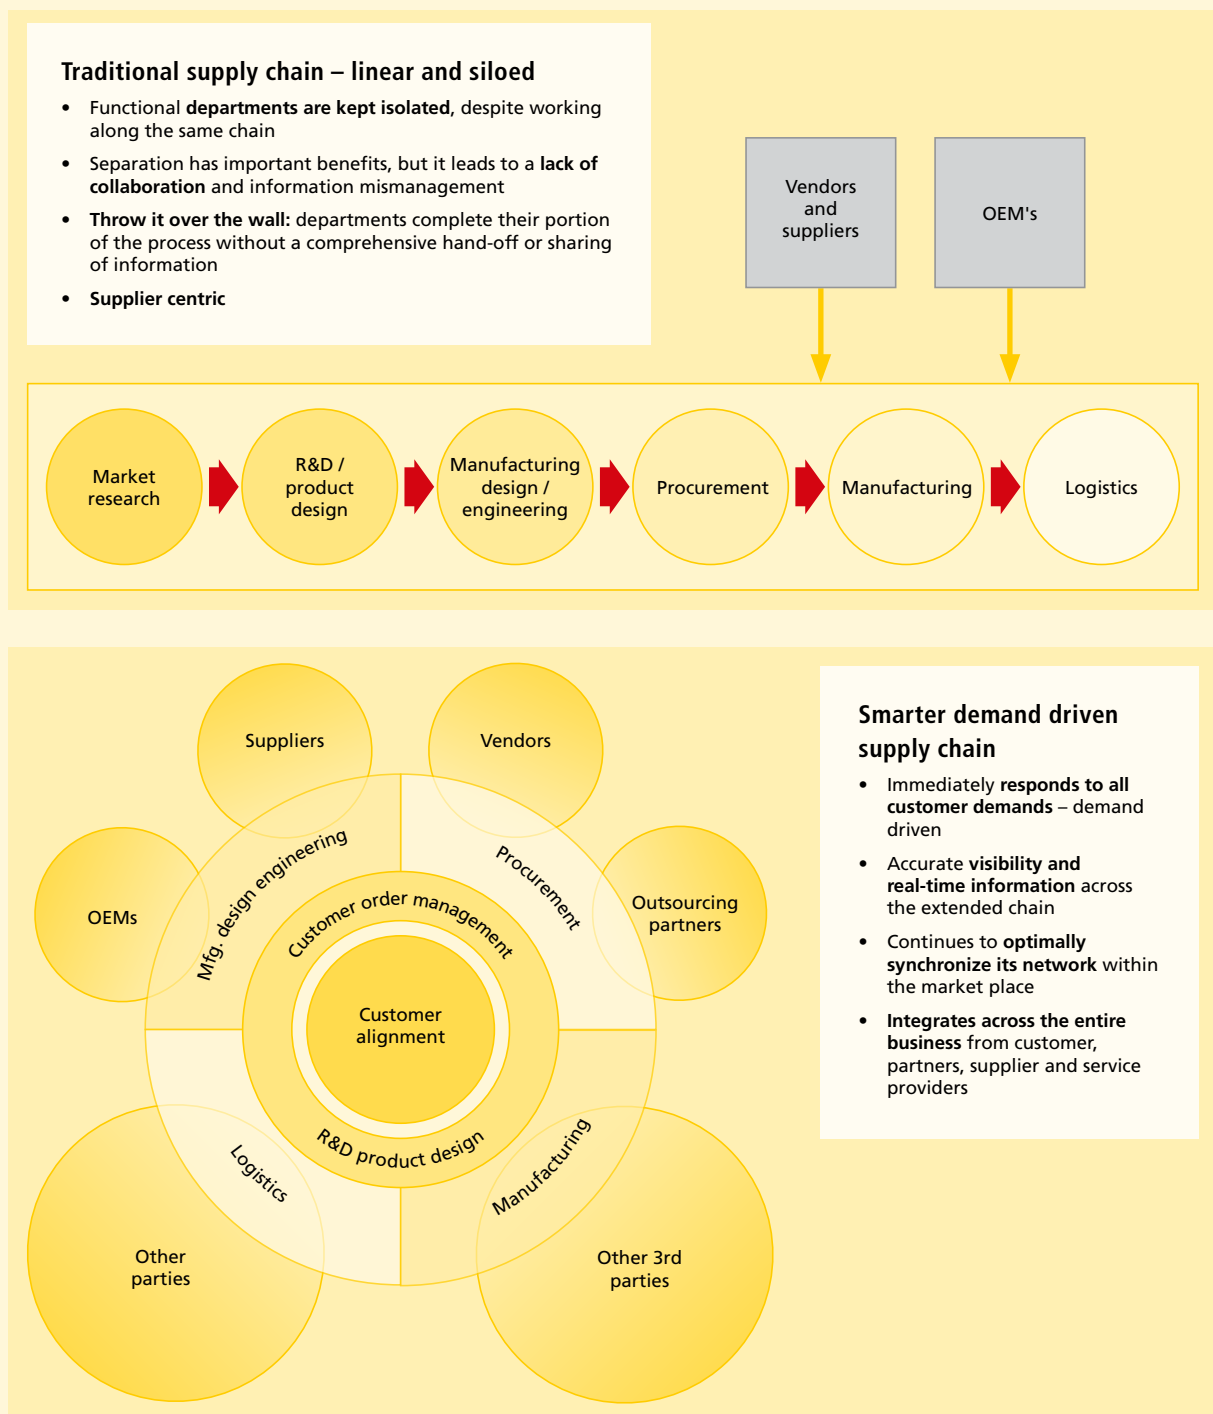 Traditional supply chain – linear and siloed
• Functional departments are kept isolated, despite working
along the same chain
• Separation has important benefits, but it leads to a lack of
collaboration and information mismanagement
• Throw it over the wall: departments complete their portion
of the process without a comprehensive hand-off or sharing
of information
• Supplier centric
Vendors
and
suppliers
OEM's
Market
research
R&D /
product
design
Manufacturing
design /
engineering
Procurement
Manufacturing
Logistics
Suppliers
Vendors
OEMs
Outsourcing
partners
Mfg. design engineering
Procurement
Customer order management
Customer
alignment
R&D product design
Logistics
Manufacturing
Other
parties
Other 3rd
parties
Smarter demand driven
supply chain
• Immediately responds to all
customer demands – demand
driven
• Accurate visibility and
real-time information across
the extended chain
• Continues to optimally
synchronize its network within
the market place
• Integrates across the entire
business from customer,
partners, supplier and service
providers